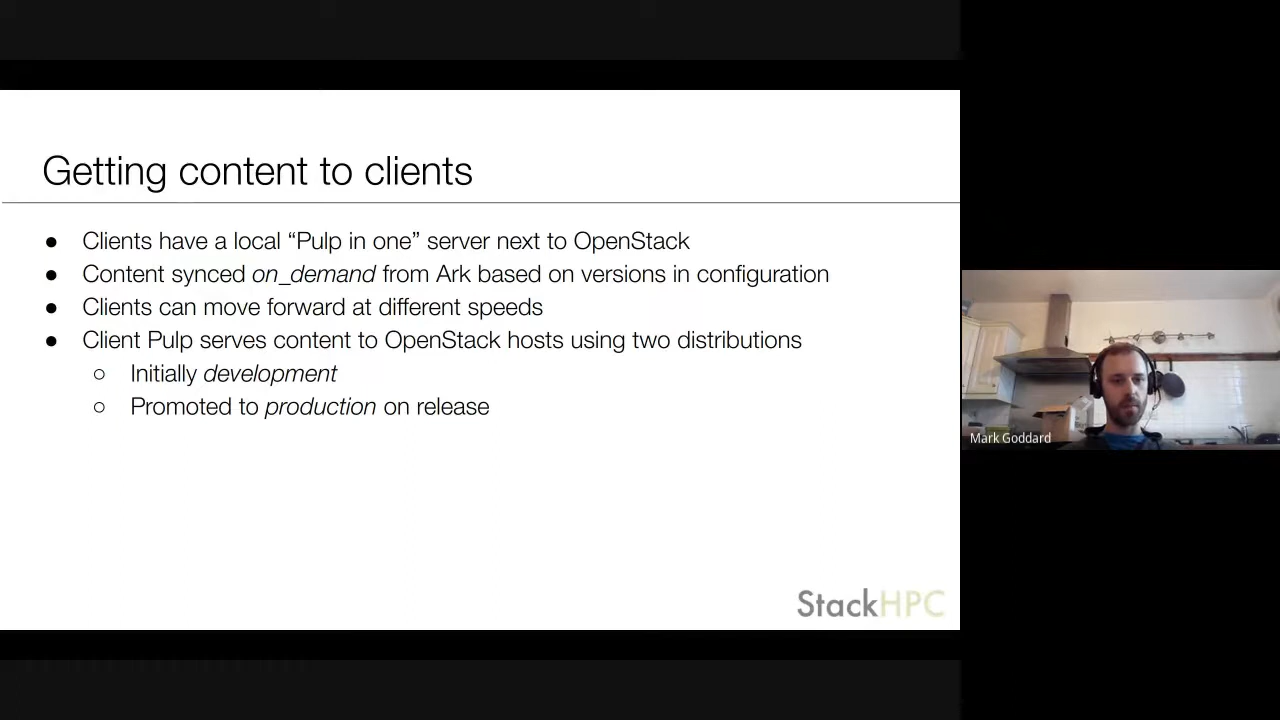 Getting content to clients
● Clients have a local “Pulp in one” server next to OpenStack
● Content synced on_demand from Ark based on versions in configuration
● Clients can move forward at different speeds
● Client Pulp serves content to OpenStack hosts using two distributions
○ Initially development
○ Promoted to production on release
StackHPC
Mark Goddard